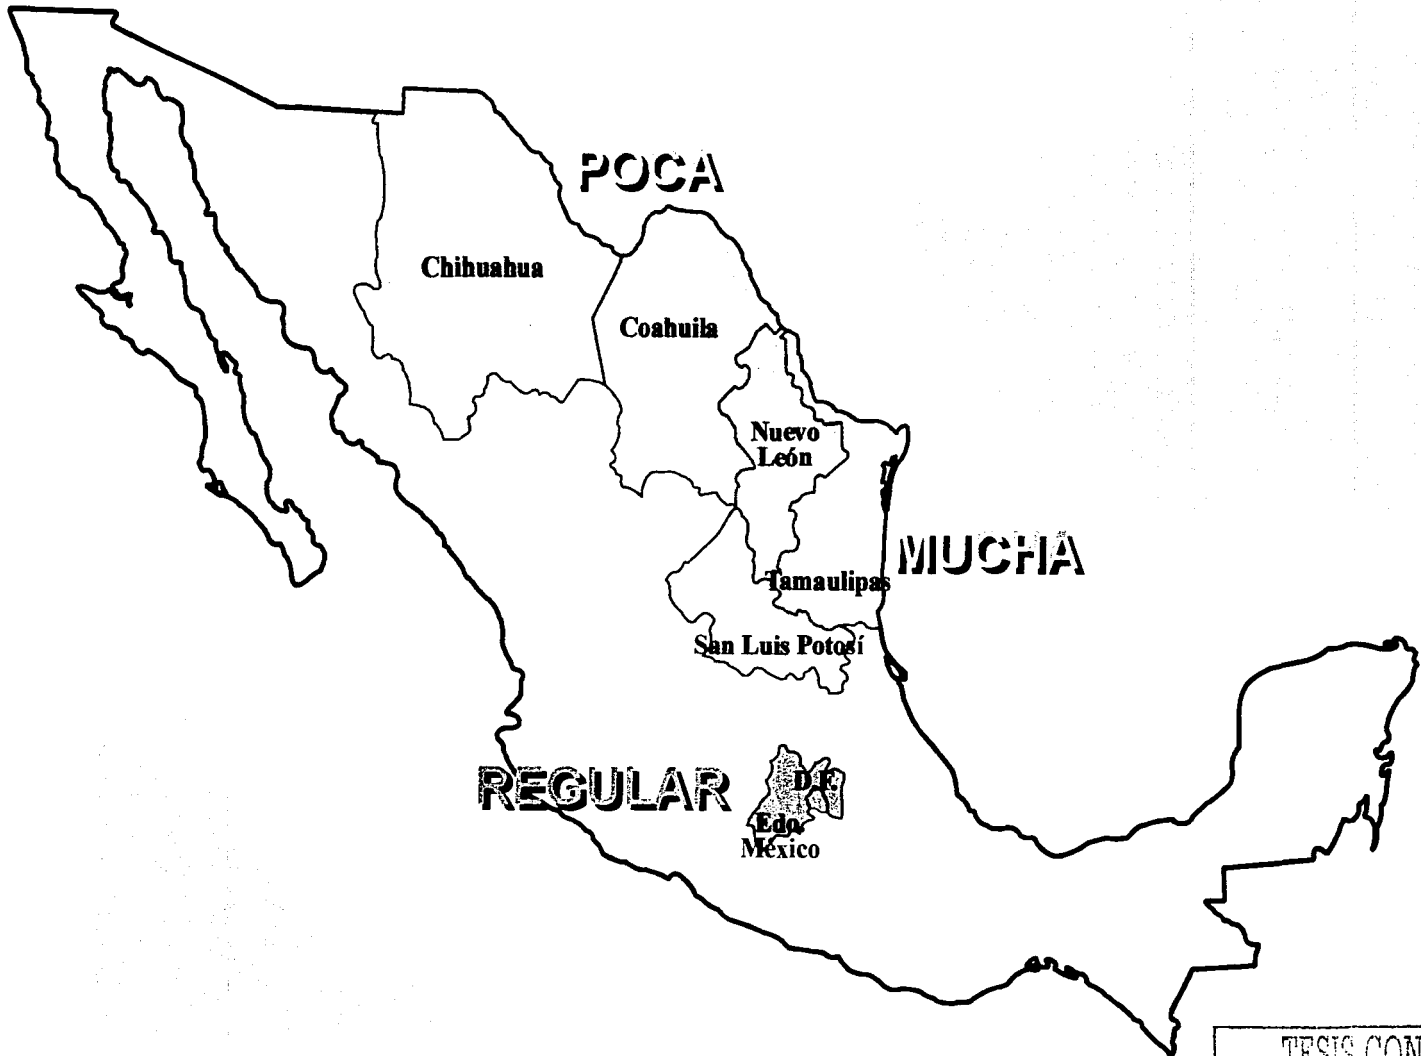 POCA
Chihuahua
Coahuila
Nuevo
León
MUCHA
Tamaulipas
San Luis Potosí
REGULAR
D.F.
Edo.
México
TESIS CON